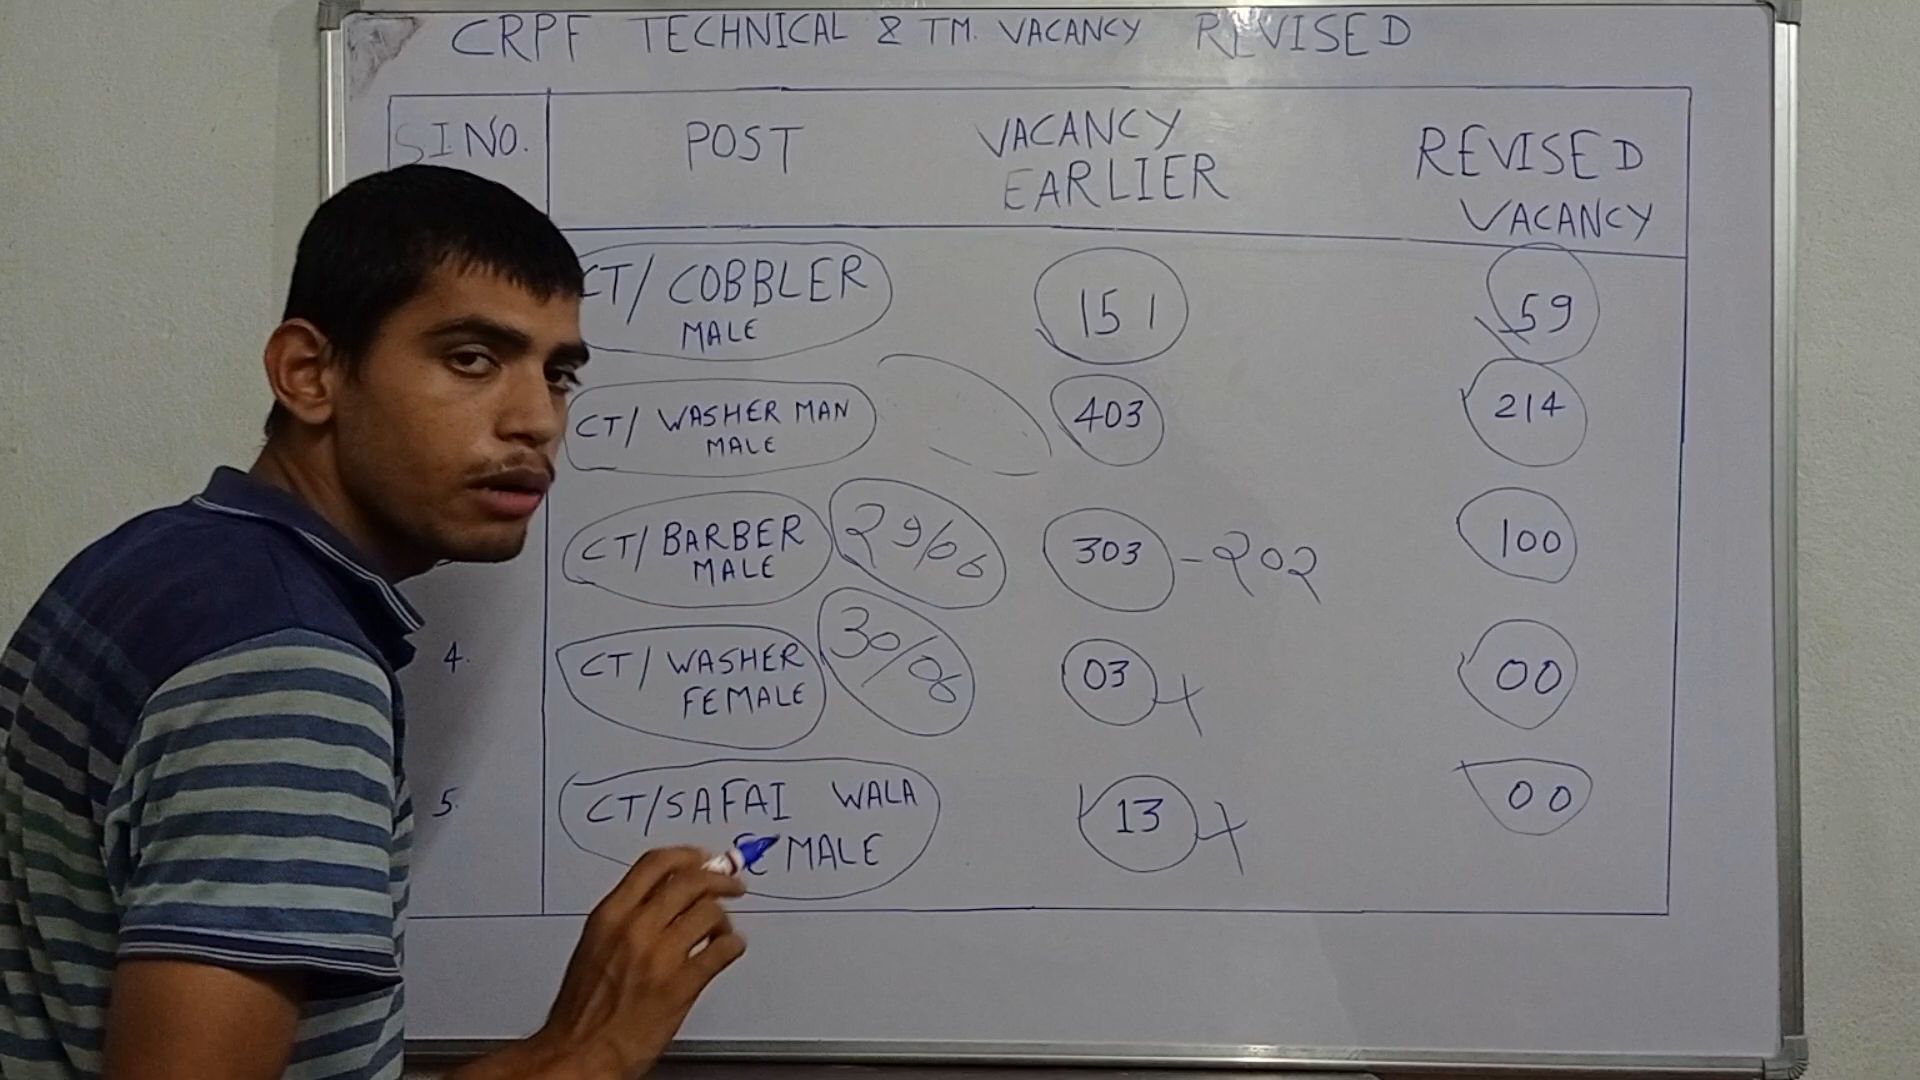 CRPF TECHNICAL & TM. VACANCY REVISED
SI NO. POST VACANCY EARLIER REVISED VACANCY
CT/ COBBLER MALE 151 59
CT/ WASHER MAN MALE 403 214
CT/ BARBER MALE 29/06 303 - २०२ 100
4. CT/ WASHER FEMALE 30/06 03 x 00
5. CT/SAFAI WALA FEMALE 13 x 00